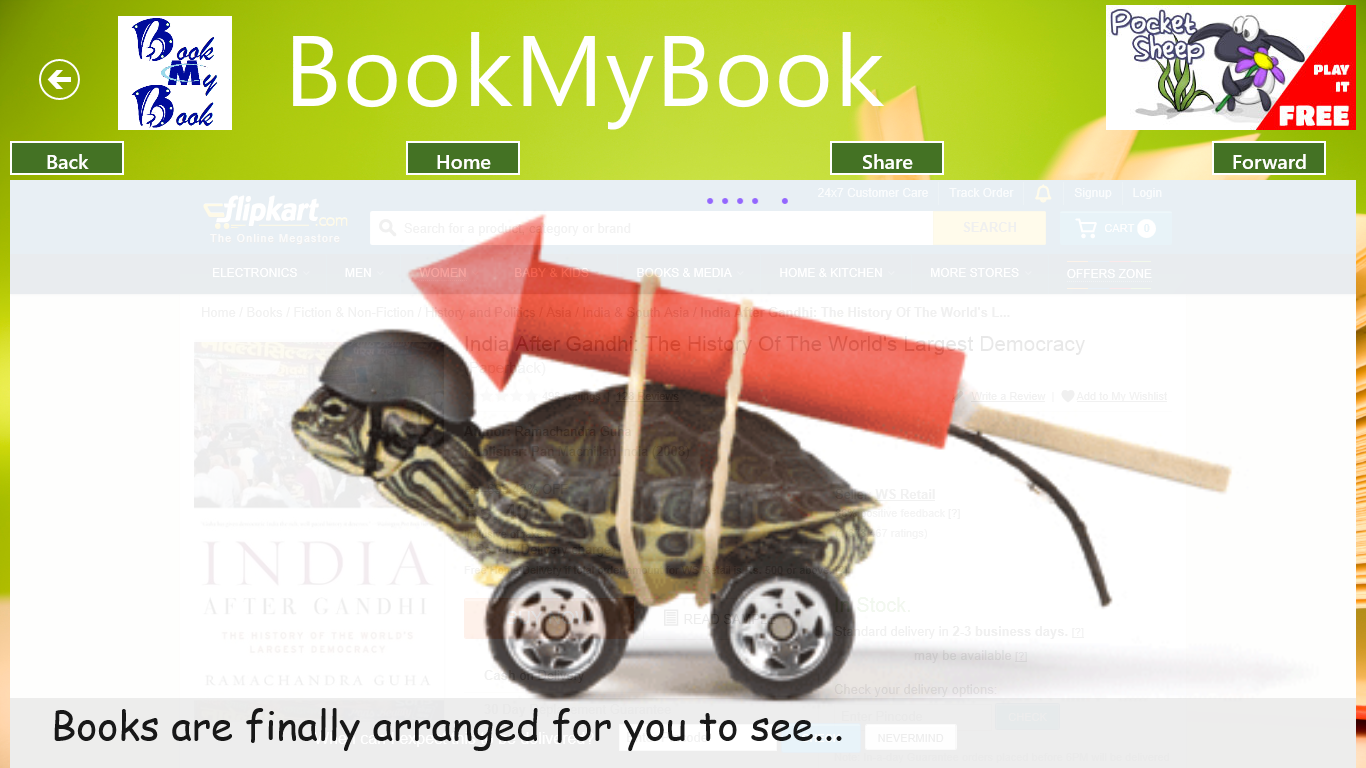 Book
My
Book
BookMyBook
Pocket
Sheep
PLAY
IT
FREE
Back
Home
Share
Forward
24x7 Customer Care
Track Order
Signup
Login
flipkart.com
The Online Megastore
Search for a product, category or brand
SEARCH
CART 0
ELECTRONICS
MEN
WOMEN
BABY & KIDS
BOOKS & MEDIA
HOME & KITCHEN
MORE STORES
OFFERS ZONE
Home / Books / Fiction & Non-Fiction / History and Politics / Asia / India & South Asia / India After Gandhi: The History Of The World's L...
India After Gandhi: The History Of The World's Largest Democracy
Write a Review | Add to My Wishlist
WS Retail
feedback [?]
ratings)
INDIA
AFTER GANDHI
THE HISTORY OF THE WORLD'S
LARGEST DEMOCRACY
RAMACHANDRA GUHA
READ
Stock.
Standard delivery in 2-3 business days. [?]
may be available [?]
Cash on Delivery
Check your delivery options:
Books are finally arranged for you to see...
NEVERMIND